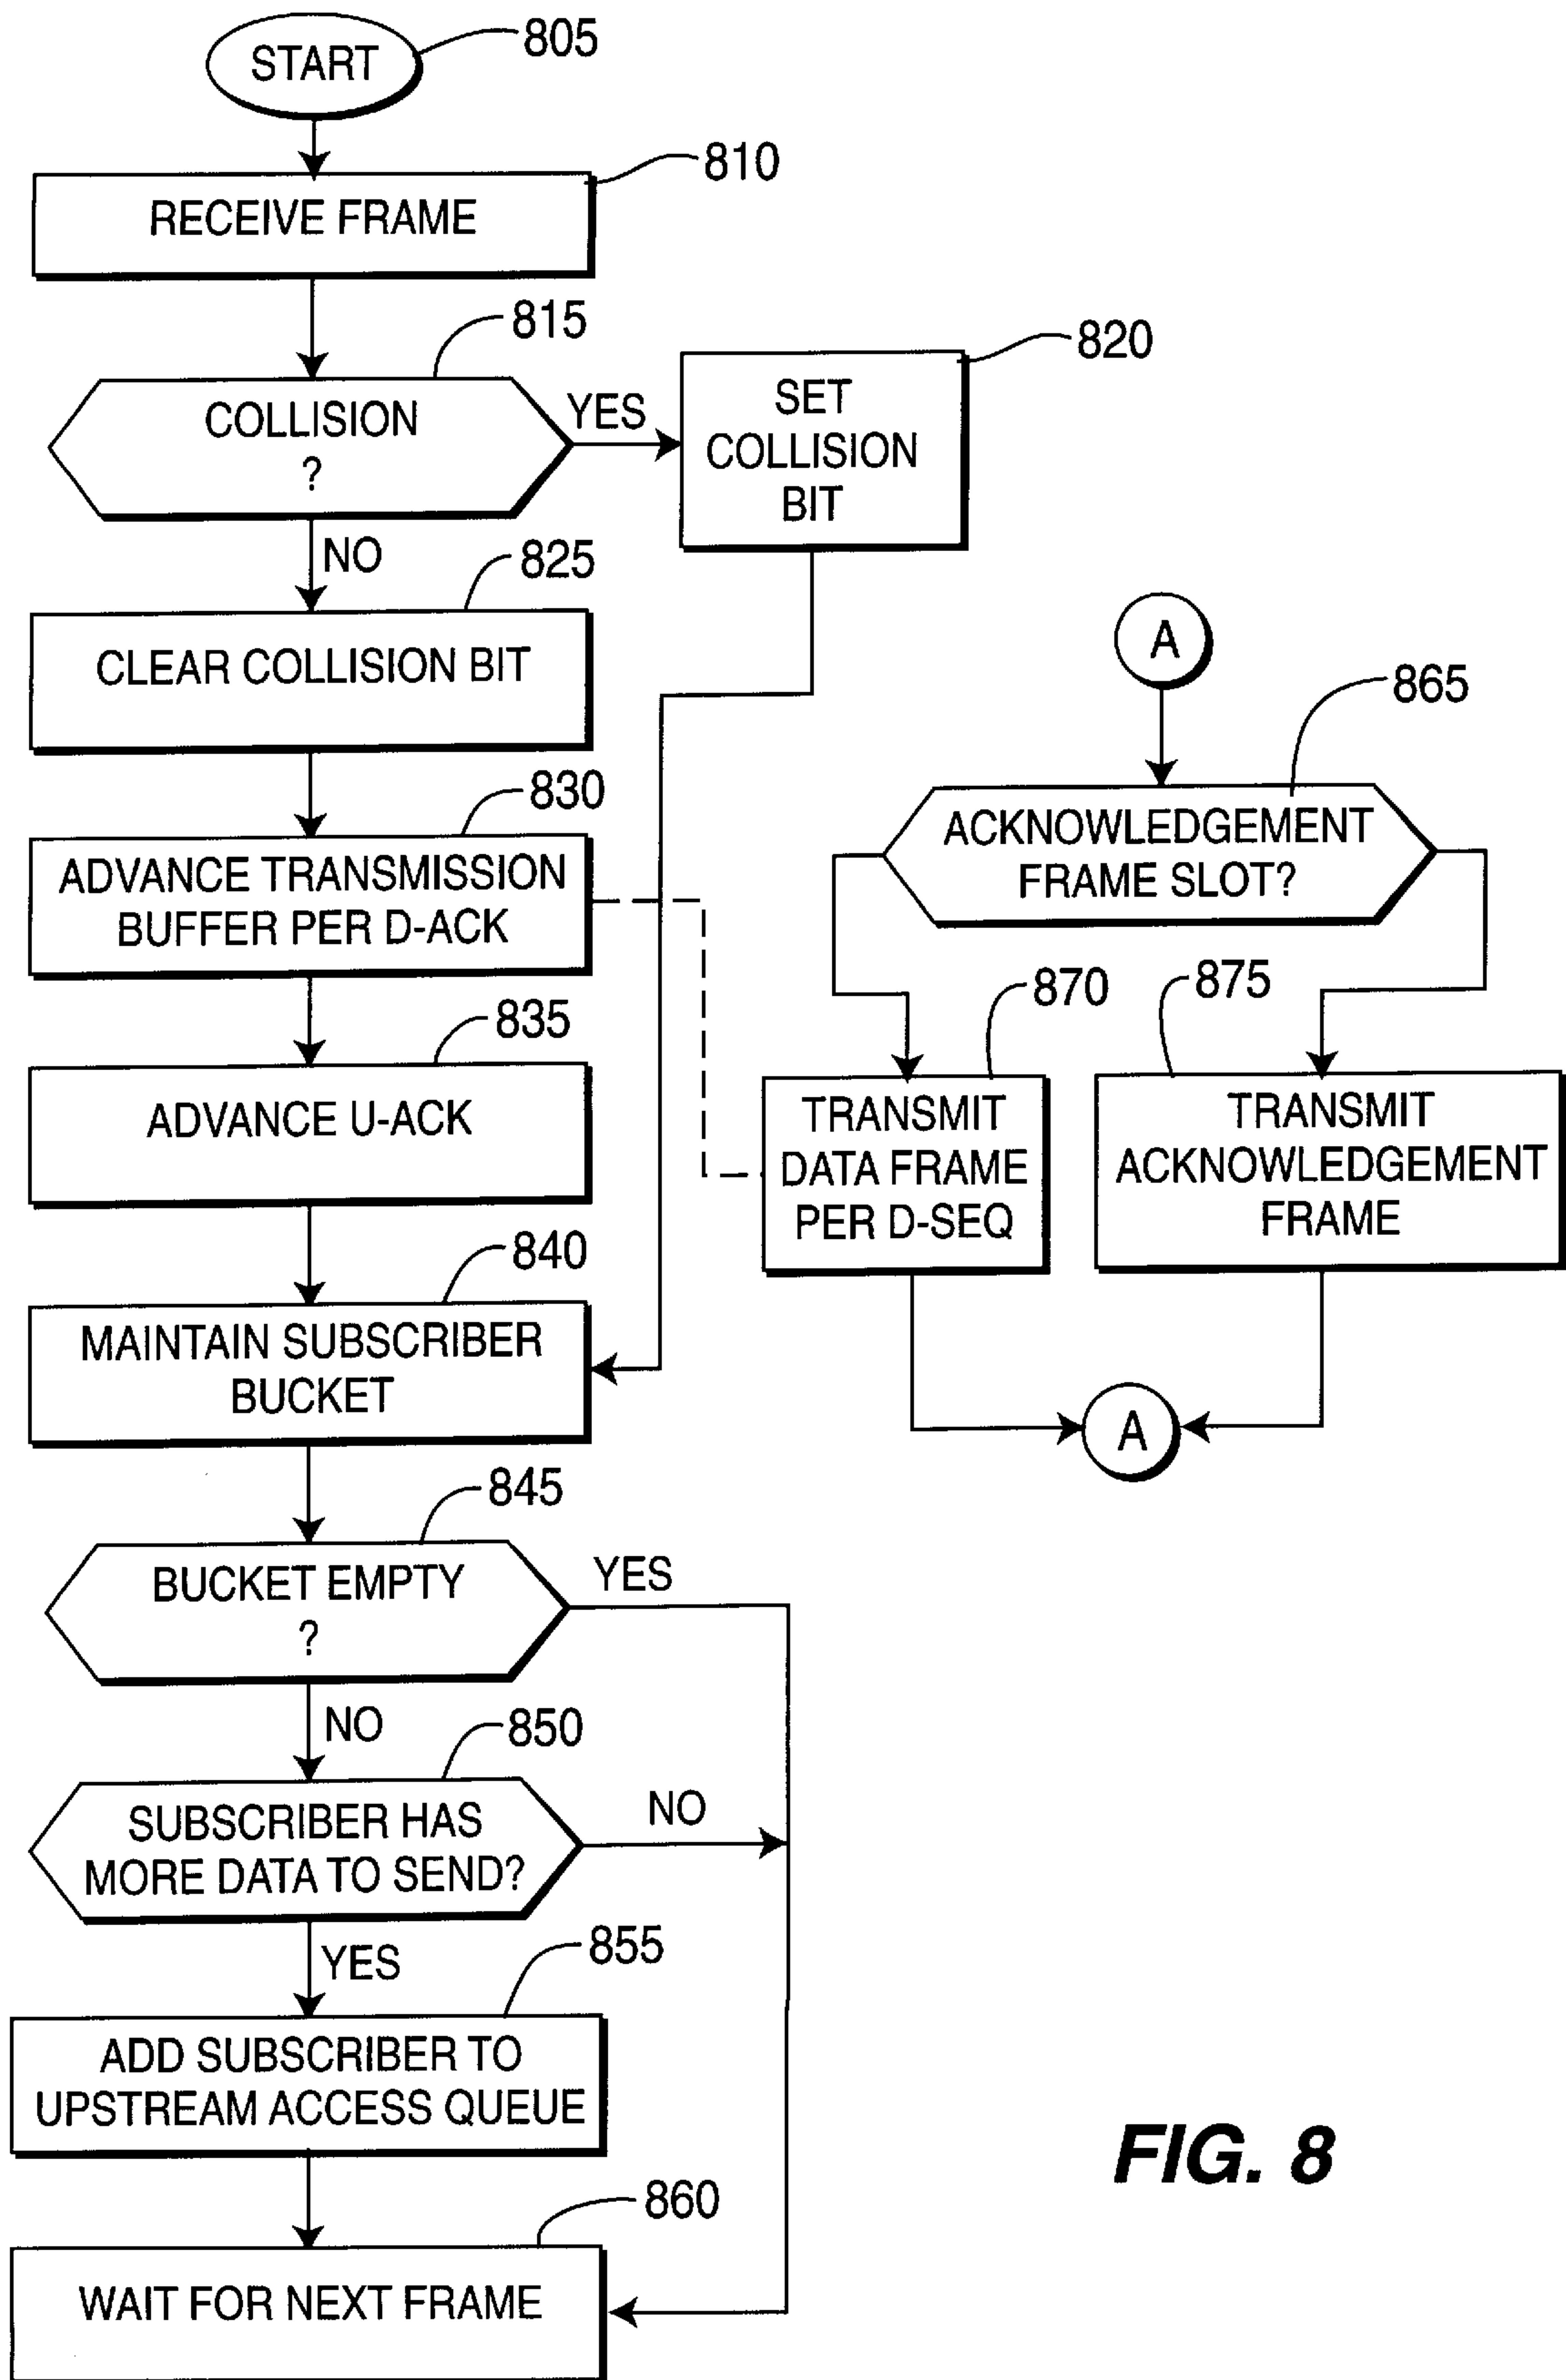 START
805
810
RECEIVE FRAME
815
COLLISION
?
YES
820
SET
COLLISION
BIT
NO
825
CLEAR COLLISION BIT
830
ADVANCE TRANSMISSION
BUFFER PER D-ACK
835
ADVANCE U-ACK
840
MAINTAIN SUBSCRIBER
BUCKET
845
BUCKET EMPTY
?
YES
NO
850
SUBSCRIBER HAS
MORE DATA TO SEND?
NO
YES
855
ADD SUBSCRIBER TO
UPSTREAM ACCESS QUEUE
860
WAIT FOR NEXT FRAME
A
865
ACKNOWLEDGEMENT
FRAME SLOT?
870
TRANSMIT
DATA FRAME
PER D-SEQ
875
TRANSMIT
ACKNOWLEDGEMENT
FRAME
A
FIG. 8